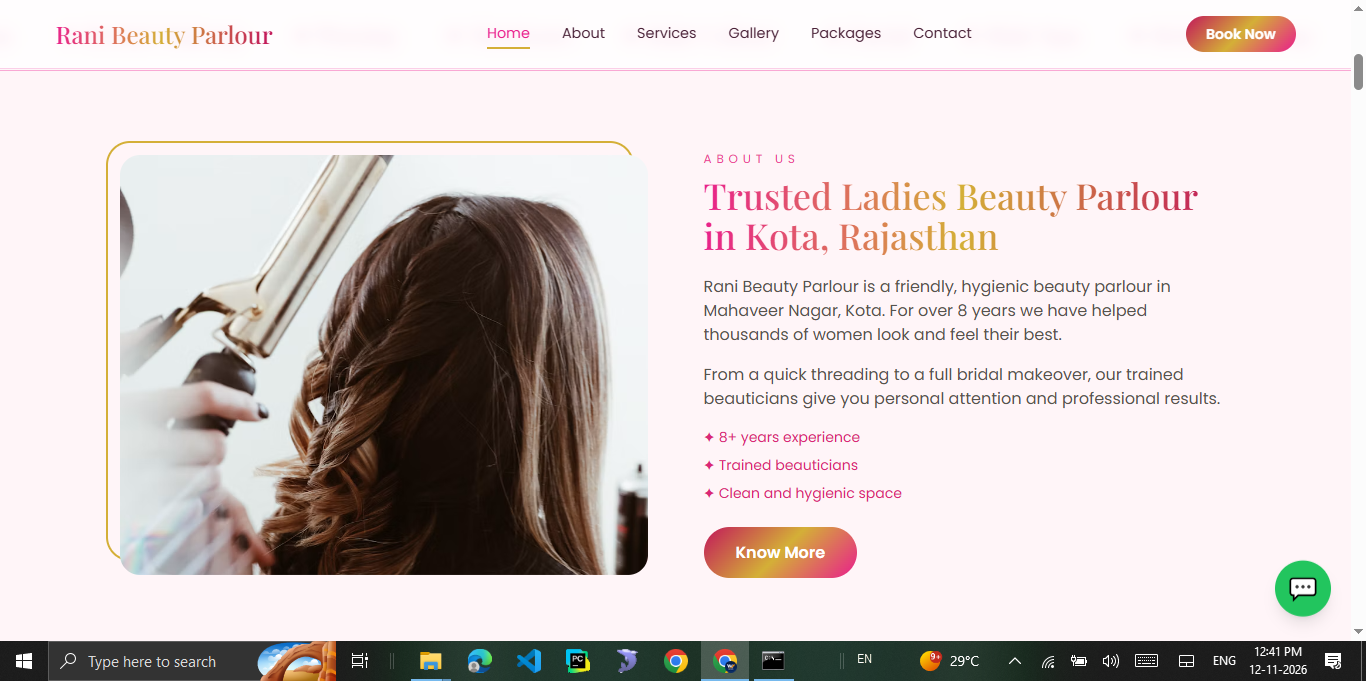 Rani Beauty Parlour
Home About Services Gallery Packages Contact
Book Now
ABOUT US
Trusted Ladies Beauty Parlour
in Kota, Rajasthan
Rani Beauty Parlour is a friendly, hygienic beauty parlour in
Mahaveer Nagar, Kota. For over 8 years we have helped
thousands of women look and feel their best.
From a quick threading to a full bridal makeover, our trained
beauticians give you personal attention and professional results.
✦ 8+ years experience
✦ Trained beauticians
✦ Clean and hygienic space
Know More
Type here to search
PC
EN
9+
29°C
ENG
12:41 PM
12-11-2026